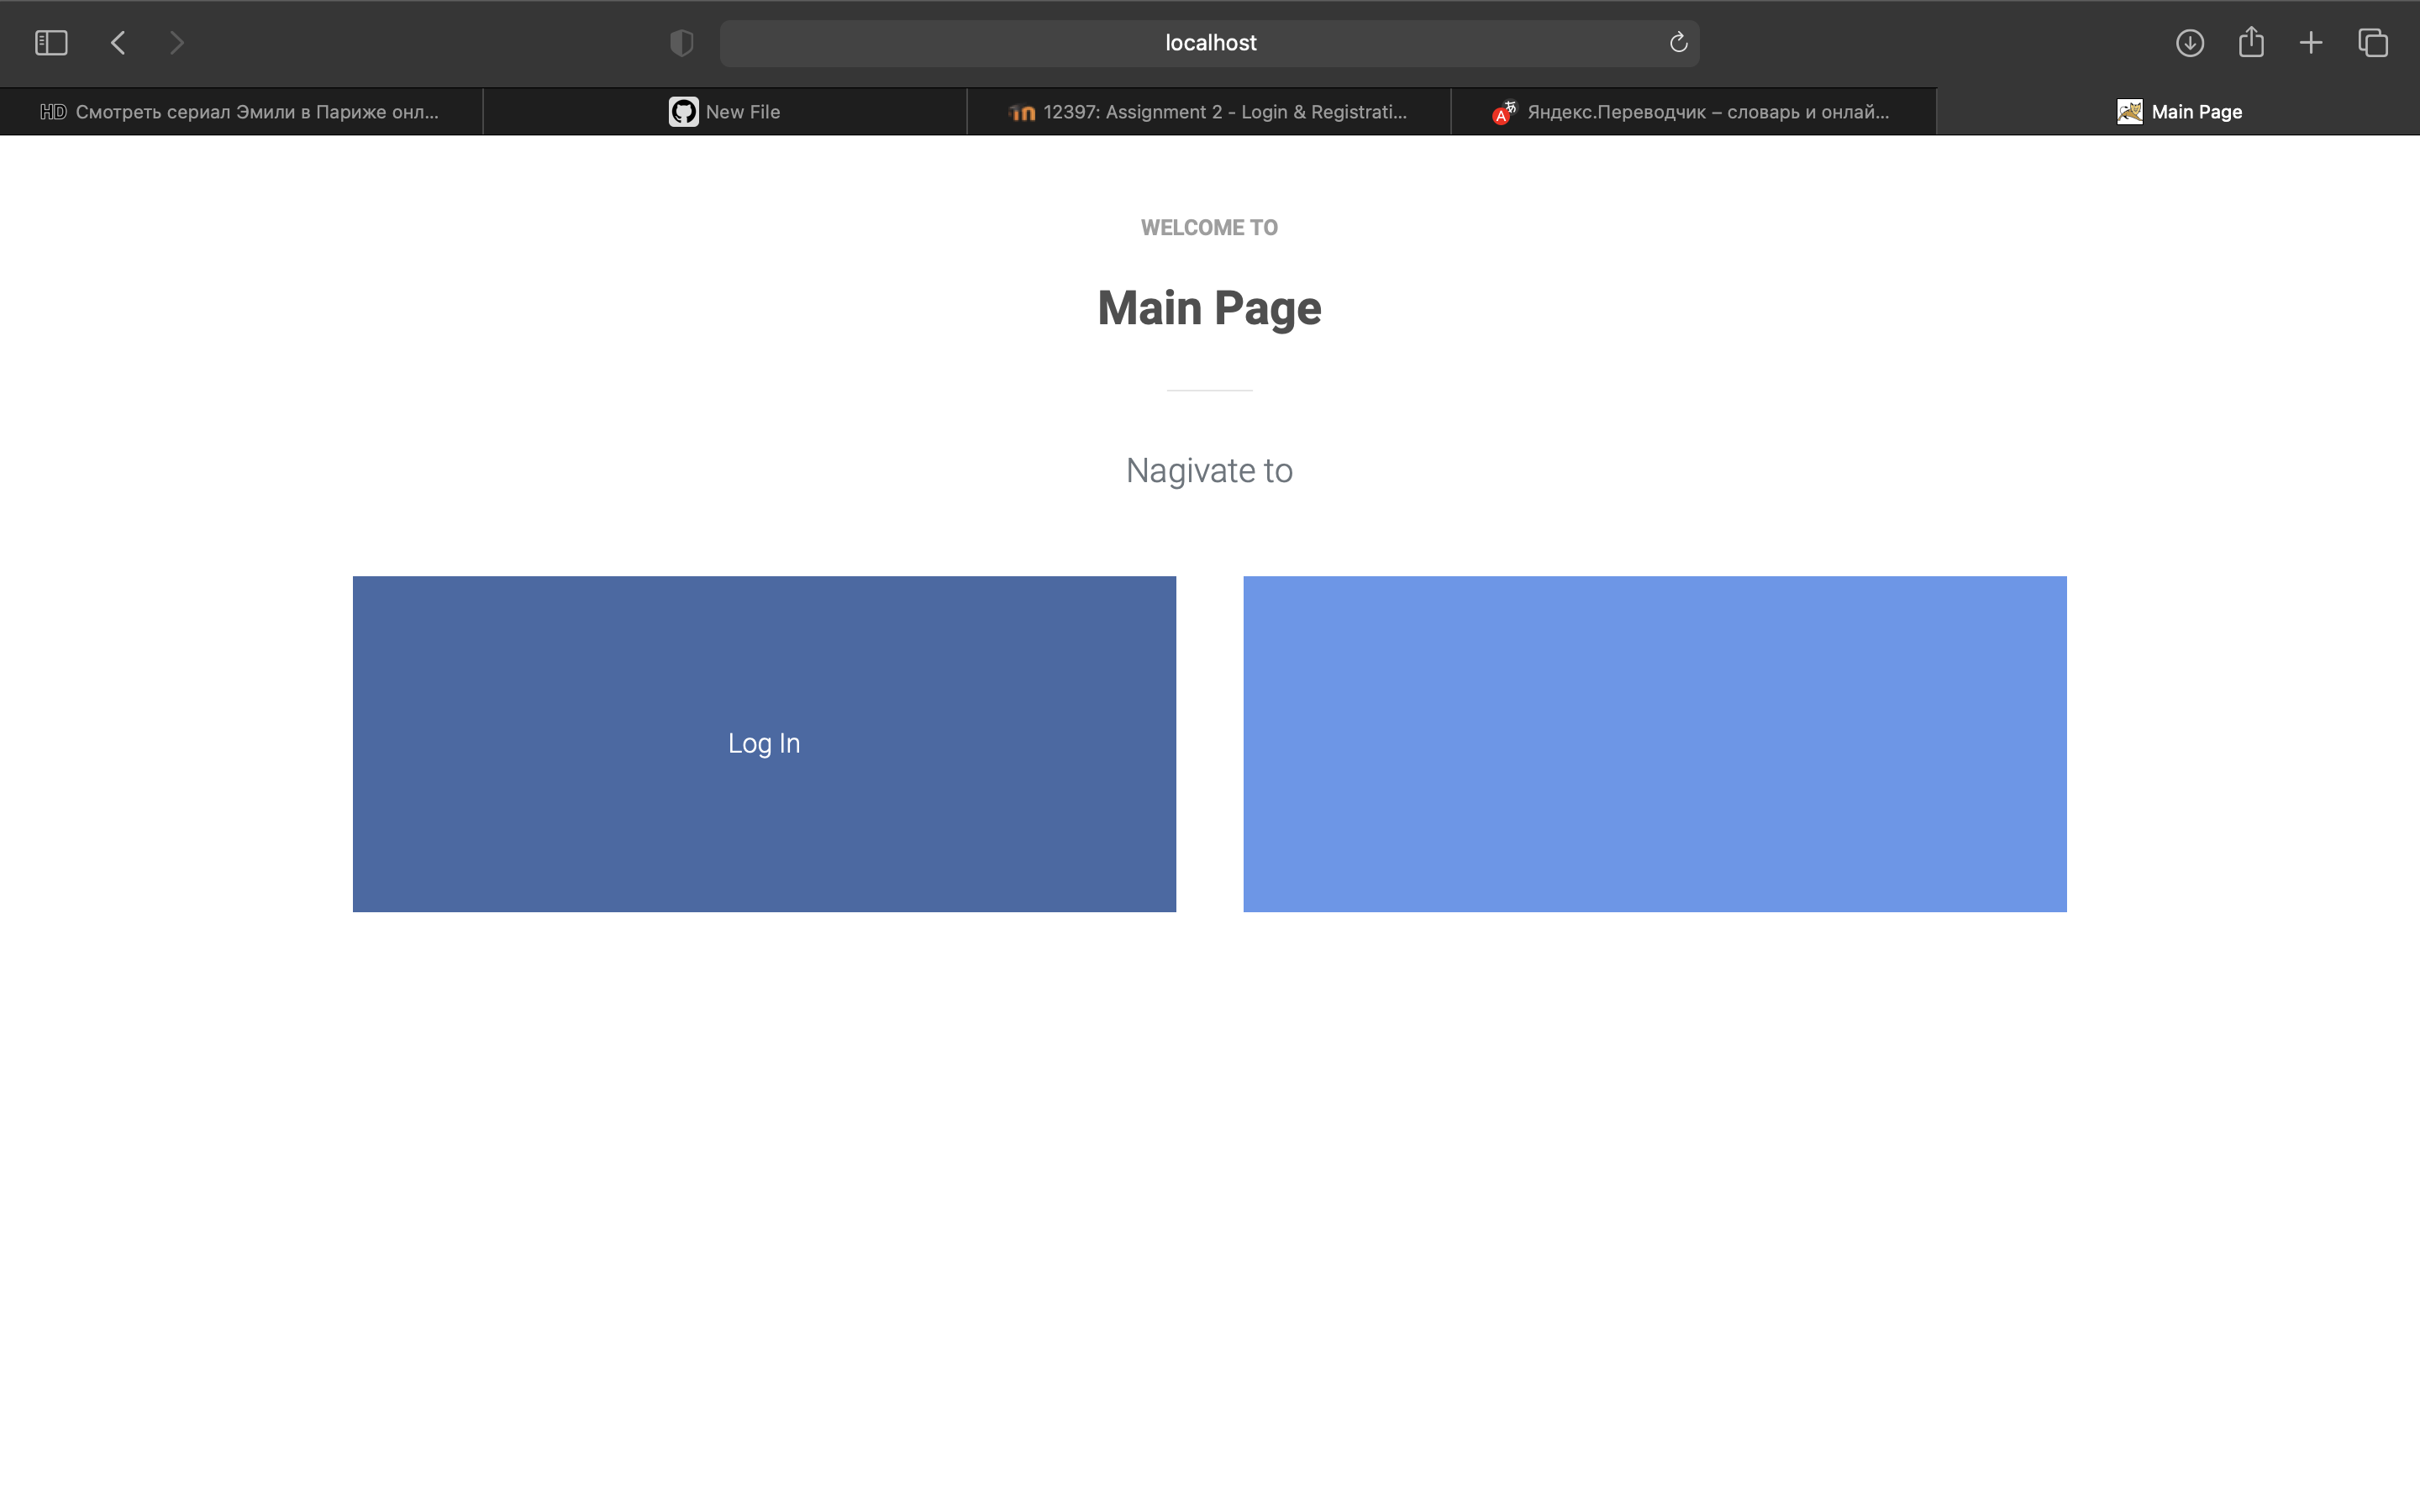 localhost
HD Смотреть сериал Эмили в Париже онл...
New File
12397: Assignment 2 - Login & Registrati...
Яндекс.Переводчик – словарь и онлай...
Main Page
WELCOME TO
Main Page
Nagivate to
Log In